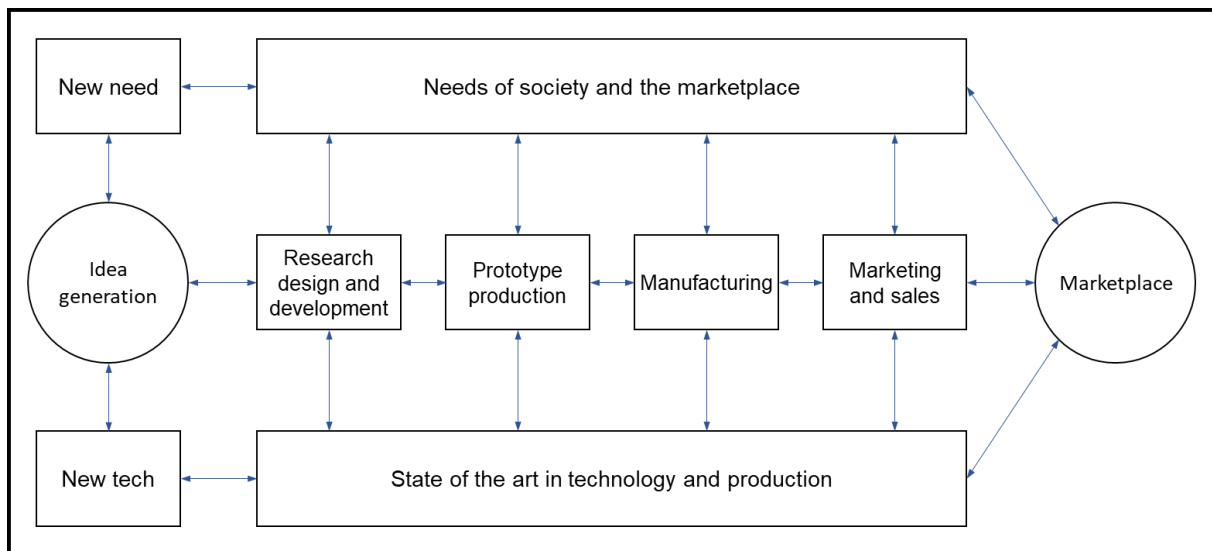 New need
Needs of society and the marketplace
Idea
generation
Research
design and
development
Prototype
production
Manufacturing
Marketing
and sales
Marketplace
New tech
State of the art in technology and production